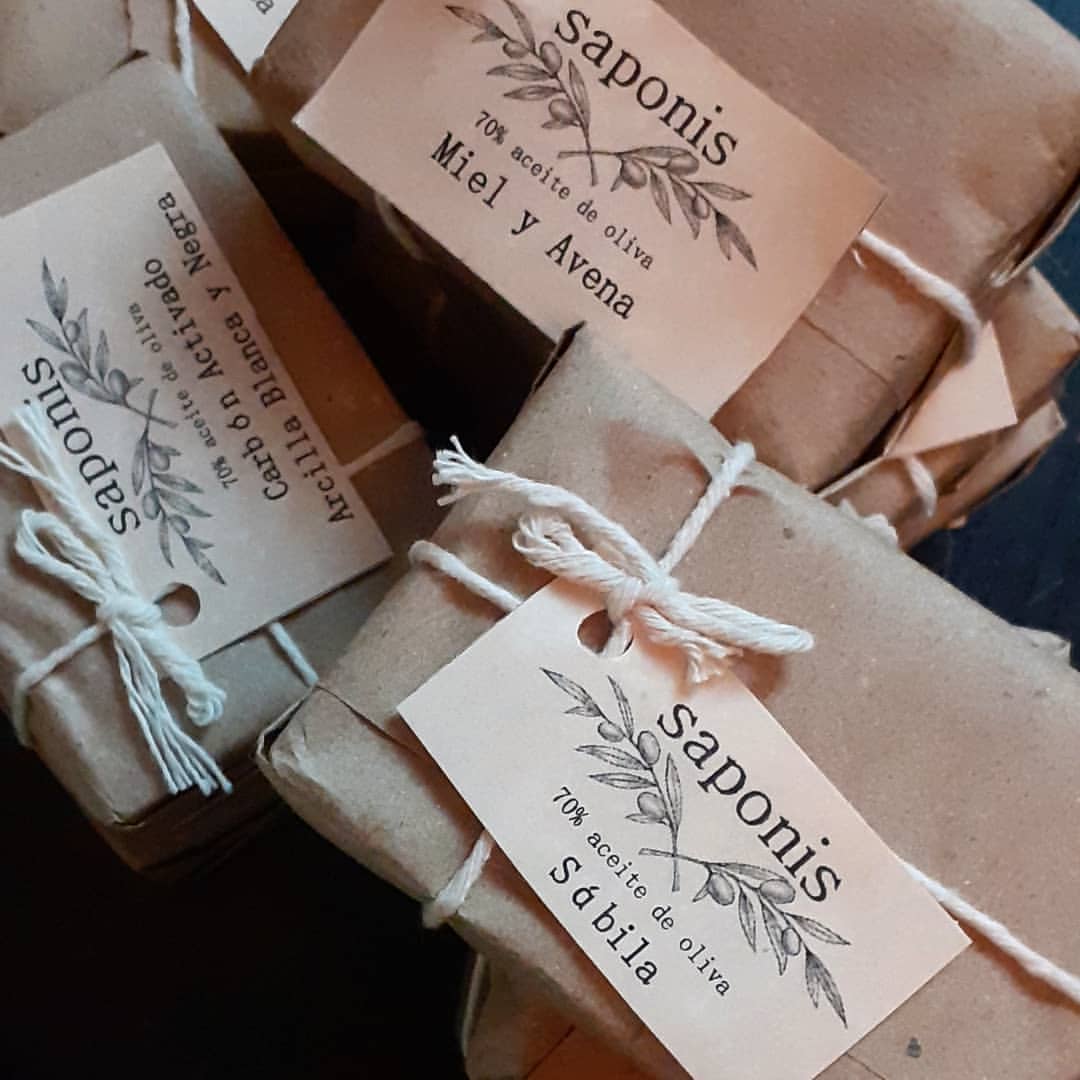 saponis
70% aceite de oliva
Miel y Avena
saponis
70% aceite de oliva
Carbón Activado
Arcilla Blanca y Negra
saponis
70% aceite de oliva
Sábila